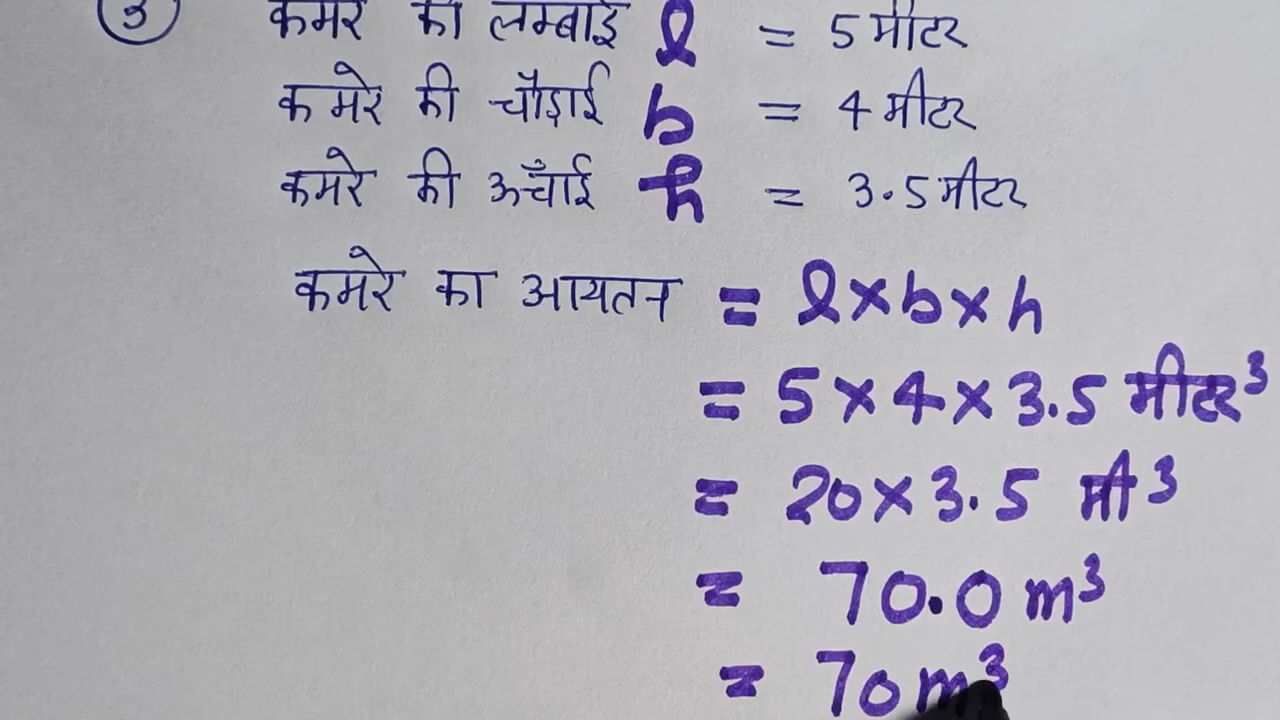 3 कमरे की लम्बाई l = 5 मीटर
कमरे की चौड़ाई b = 4 मीटर
कमरे की ऊँचाई h = 3.5 मीटर
कमरे का आयतन = l × b × h
= 5 × 4 × 3.5 मीटर³
= 20 × 3.5 मी³
= 70.0 m³
= 70 m³